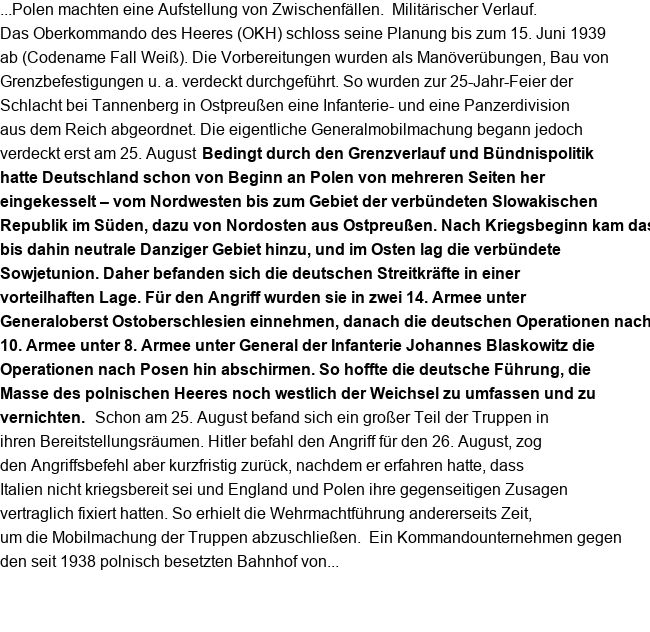 ...Polen machten eine Aufstellung von Zwischenfällen.  Militärischer Verlauf.
Das Oberkommando des Heeres (OKH) schloss seine Planung bis zum 15. Juni 1939
ab (Codename Fall Weiß). Die Vorbereitungen wurden als Manöverübungen, Bau von
Grenzbefestigungen u. a. verdeckt durchgeführt. So wurden zur 25-Jahr-Feier der
Schlacht bei Tannenberg in Ostpreußen eine Infanterie- und eine Panzerdivision
aus dem Reich abgeordnet. Die eigentliche Generalmobilmachung begann jedoch
verdeckt erst am 25. August Bedingt durch den Grenzverlauf und Bündnispolitik
hatte Deutschland schon von Beginn an Polen von mehreren Seiten her
eingekesselt – vom Nordwesten bis zum Gebiet der verbündeten Slowakischen
Republik im Süden, dazu von Nordosten aus Ostpreußen. Nach Kriegsbeginn kam das
bis dahin neutrale Danziger Gebiet hinzu, und im Osten lag die verbündete
Sowjetunion. Daher befanden sich die deutschen Streitkräfte in einer
vorteilhaften Lage. Für den Angriff wurden sie in zwei 14. Armee unter
Generaloberst Ostoberschlesien einnehmen, danach die deutschen Operationen nach
10. Armee unter 8. Armee unter General der Infanterie Johannes Blaskowitz die
Operationen nach Posen hin abschirmen. So hoffte die deutsche Führung, die
Masse des polnischen Heeres noch westlich der Weichsel zu umfassen und zu
vernichten.  Schon am 25. August befand sich ein großer Teil der Truppen in
ihren Bereitstellungsräumen. Hitler befahl den Angriff für den 26. August, zog
den Angriffsbefehl aber kurzfristig zurück, nachdem er erfahren hatte, dass
Italien nicht kriegsbereit sei und England und Polen ihre gegenseitigen Zusagen
vertraglich fixiert hatten. So erhielt die Wehrmachtführung andererseits Zeit,
um die Mobilmachung der Truppen abzuschließen.  Ein Kommandounternehmen gegen
den seit 1938 polnisch besetzten Bahnhof von...